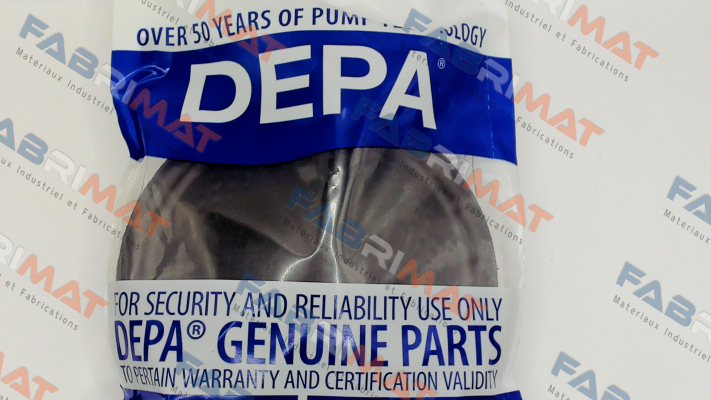 OVER 50 YEARS OF PUMP TECHNOLOGY
DEPA®
FOR SECURITY AND RELIABILITY USE ONLY
DEPA® GENUINE PARTS
TO PERTAIN WARRANTY AND CERTIFICATION VALIDITY
FABRIMAT
Materiaux Industriel et Fabrications